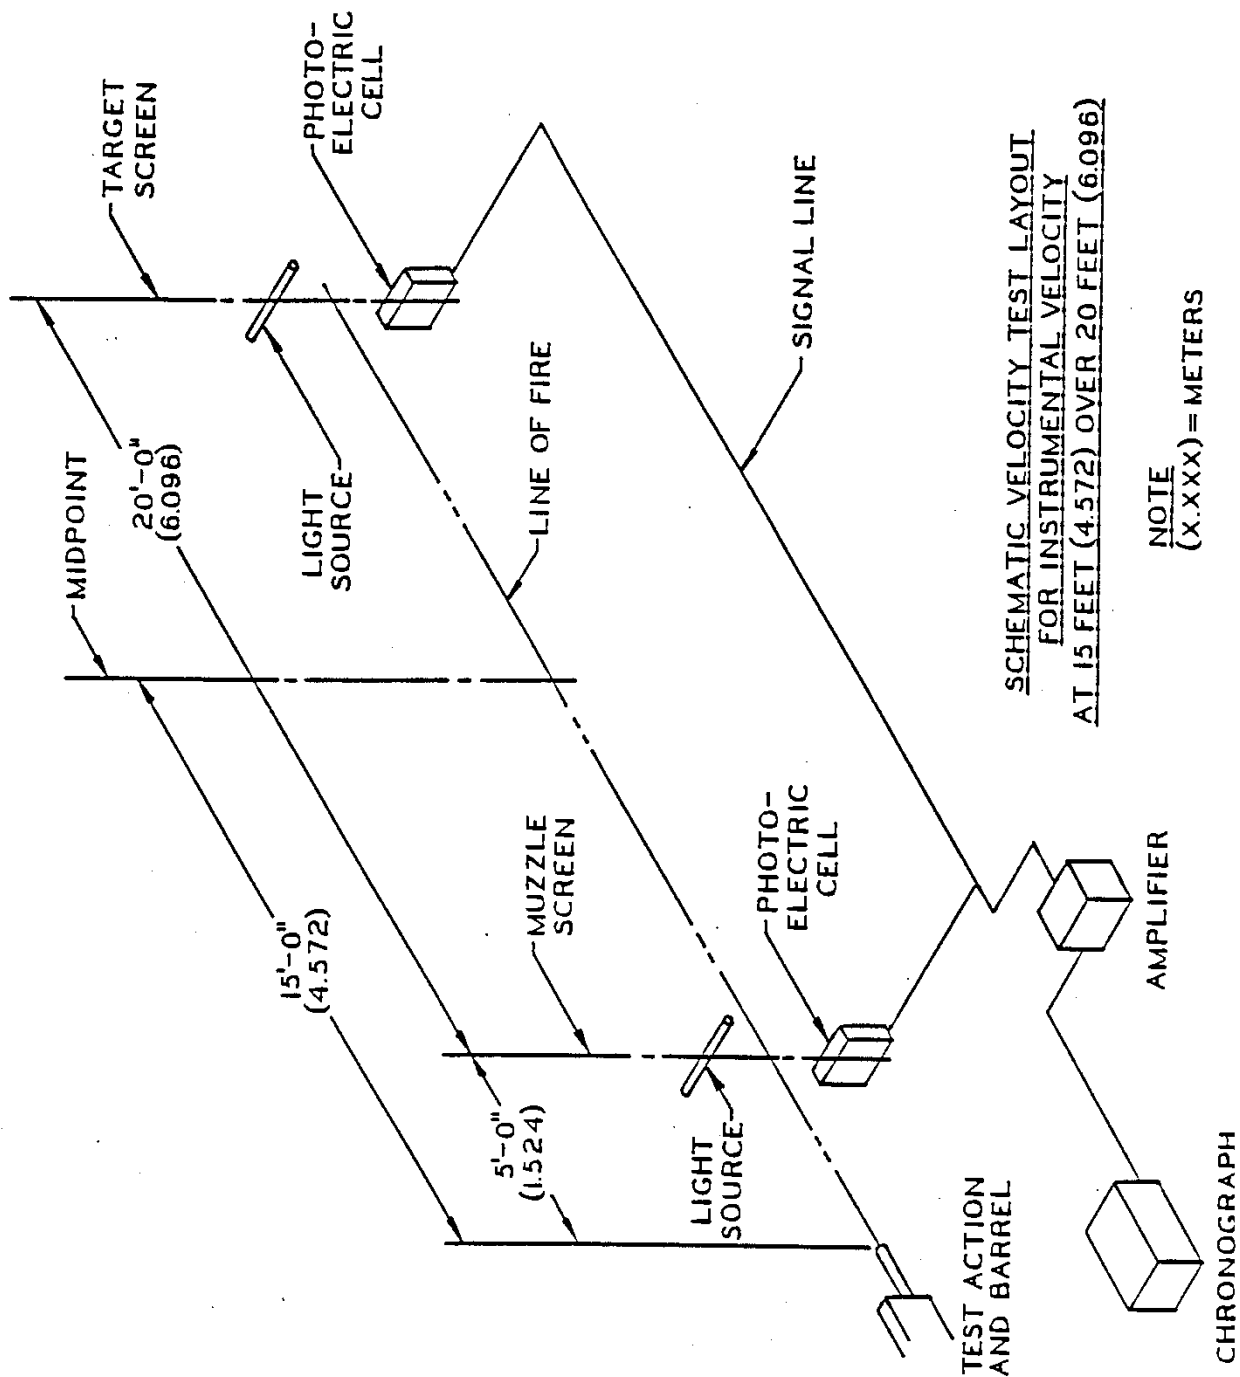 TARGET
SCREEN
PHOTO-
ELECTRIC
CELL
MIDPOINT
20'-0"
(6.096)
LIGHT
SOURCE
LINE OF FIRE
SIGNAL LINE
15'-0"
(4.572)
MUZZLE
SCREEN
PHOTO-
ELECTRIC
CELL
5'-0"
(1.524)
LIGHT
SOURCE
TEST ACTION
AND BARREL
AMPLIFIER
CHRONOGRAPH
SCHEMATIC VELOCITY TEST LAYOUT
FOR INSTRUMENTAL VELOCITY
AT 15 FEET (4.572) OVER 20 FEET (6.096)
NOTE
(X.XXX)=METERS